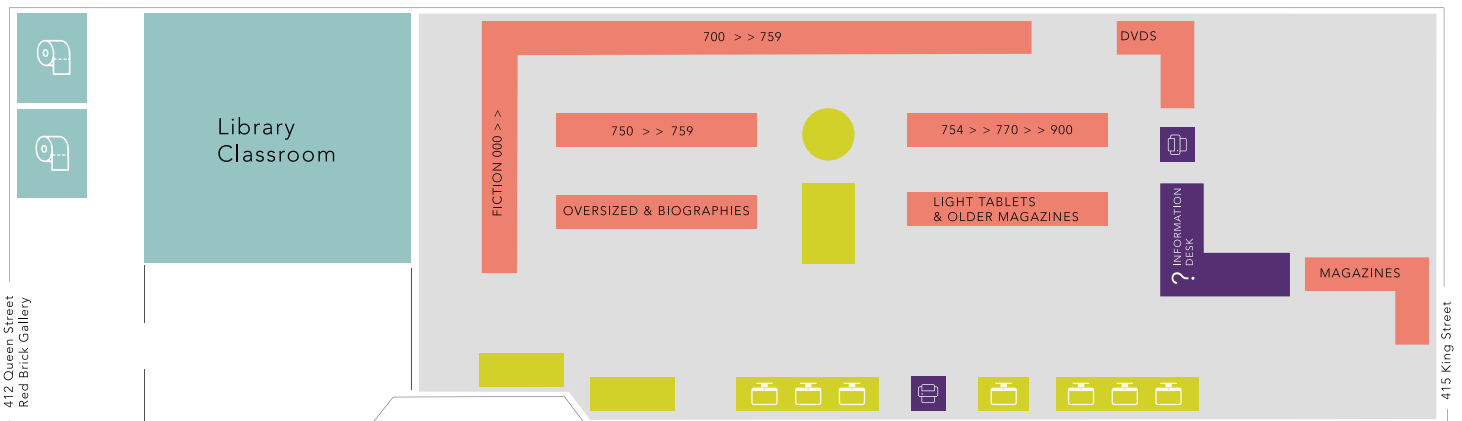 700 > > 759
DVDS
Library
Classroom
FICTION 000 > >
750 > > 759
754 > > 770 > > 900
OVERSIZED & BIOGRAPHIES
LIGHT TABLETS
& OLDER MAGAZINES
? INFORMATION
DESK
MAGAZINES
412 Queen Street
Red Brick Gallery
415 King Street